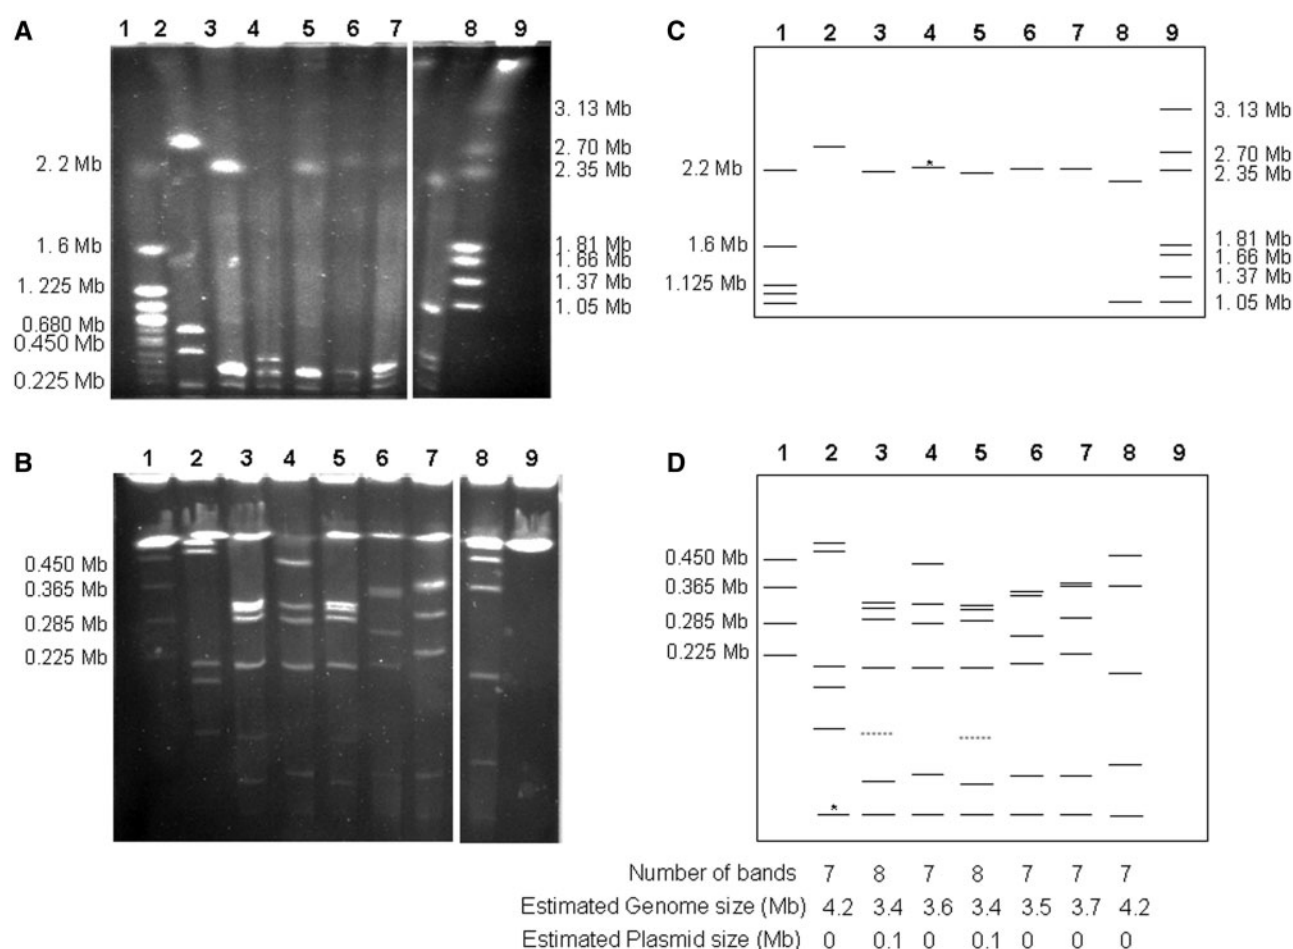 A
1 2 3 4 5 6 7 8 9
2.2 Mb
1.6 Mb
1.225 Mb
0.680 Mb
0.450 Mb
0.225 Mb
3.13 Mb
2.70 Mb
2.35 Mb
1.81 Mb
1.66 Mb
1.37 Mb
1.05 Mb
C
1 2 3 4 5 6 7 8 9
*
2.2 Mb
1.6 Mb
1.125 Mb
3.13 Mb
2.70 Mb
2.35 Mb
1.81 Mb
1.66 Mb
1.37 Mb
1.05 Mb
B
1 2 3 4 5 6 7 8 9
0.450 Mb
0.365 Mb
0.285 Mb
0.225 Mb
D
1 2 3 4 5 6 7 8 9
0.450 Mb
0.365 Mb
0.285 Mb
0.225 Mb
*
Number of bands 7 8 7 8 7 7 7
Estimated Genome size (Mb) 4.2 3.4 3.6 3.4 3.5 3.7 4.2
Estimated Plasmid size (Mb) 0 0.1 0 0.1 0 0 0